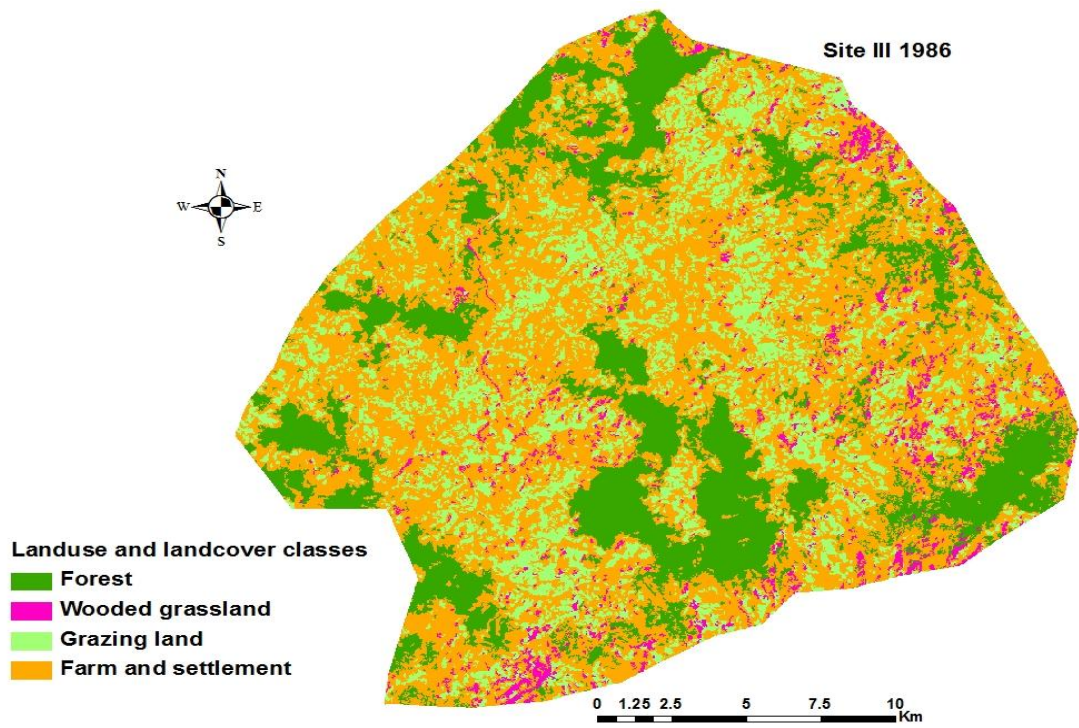 Site III 1986
N
W E
S
Landuse and landcover classes
Forest
Wooded grassland
Grazing land
Farm and settlement
0 1.25 2.5 5 7.5 10
Km